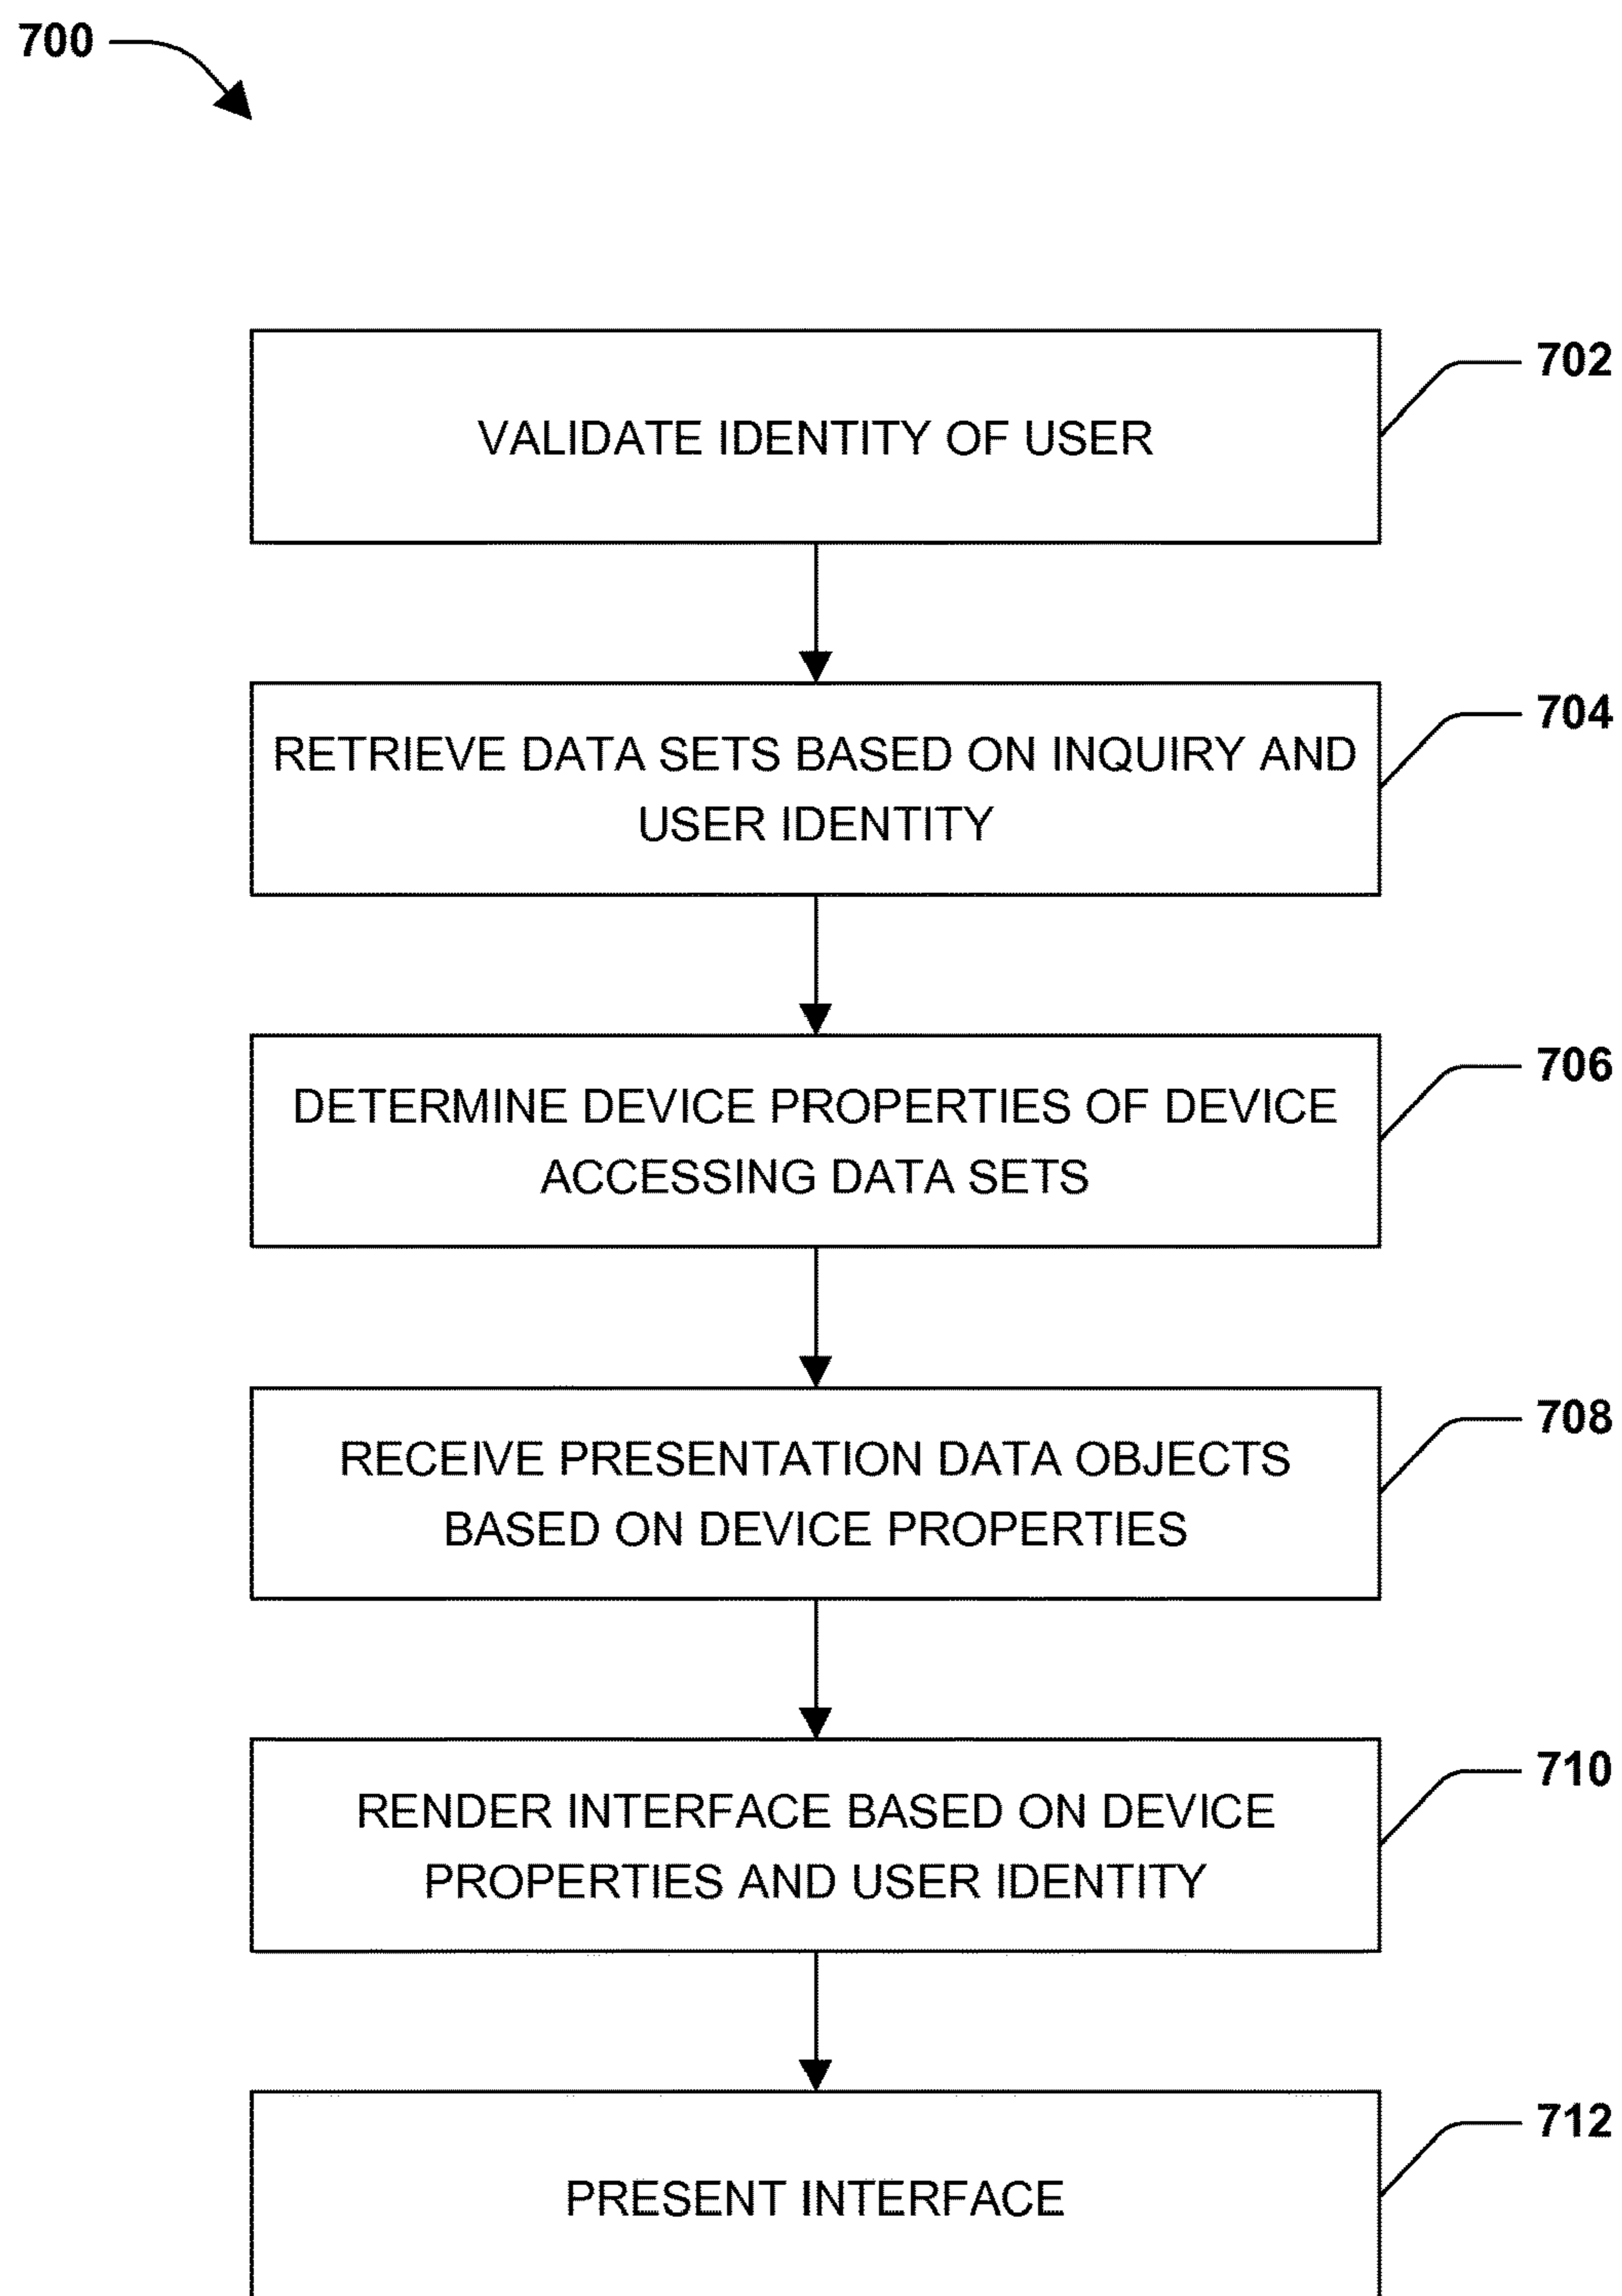 700
702
VALIDATE IDENTITY OF USER
704
RETRIEVE DATA SETS BASED ON INQUIRY AND
USER IDENTITY
706
DETERMINE DEVICE PROPERTIES OF DEVICE
ACCESSING DATA SETS
708
RECEIVE PRESENTATION DATA OBJECTS
BASED ON DEVICE PROPERTIES
710
RENDER INTERFACE BASED ON DEVICE
PROPERTIES AND USER IDENTITY
712
PRESENT INTERFACE